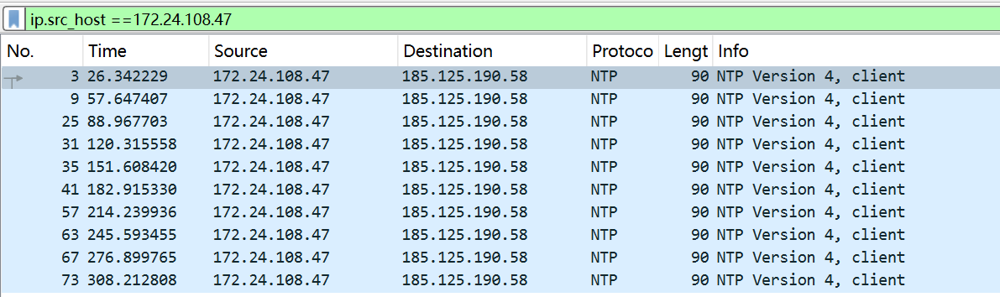 ip.src_host ==172.24.108.47
No. Time Source Destination Protoco Lengt Info
3 26.342229 172.24.108.47 185.125.190.58 NTP 90 NTP Version 4, client
9 57.647407 172.24.108.47 185.125.190.58 NTP 90 NTP Version 4, client
25 88.967703 172.24.108.47 185.125.190.58 NTP 90 NTP Version 4, client
31 120.315558 172.24.108.47 185.125.190.58 NTP 90 NTP Version 4, client
35 151.608420 172.24.108.47 185.125.190.58 NTP 90 NTP Version 4, client
41 182.915330 172.24.108.47 185.125.190.58 NTP 90 NTP Version 4, client
57 214.239936 172.24.108.47 185.125.190.58 NTP 90 NTP Version 4, client
63 245.593455 172.24.108.47 185.125.190.58 NTP 90 NTP Version 4, client
67 276.899765 172.24.108.47 185.125.190.58 NTP 90 NTP Version 4, client
73 308.212808 172.24.108.47 185.125.190.58 NTP 90 NTP Version 4, client